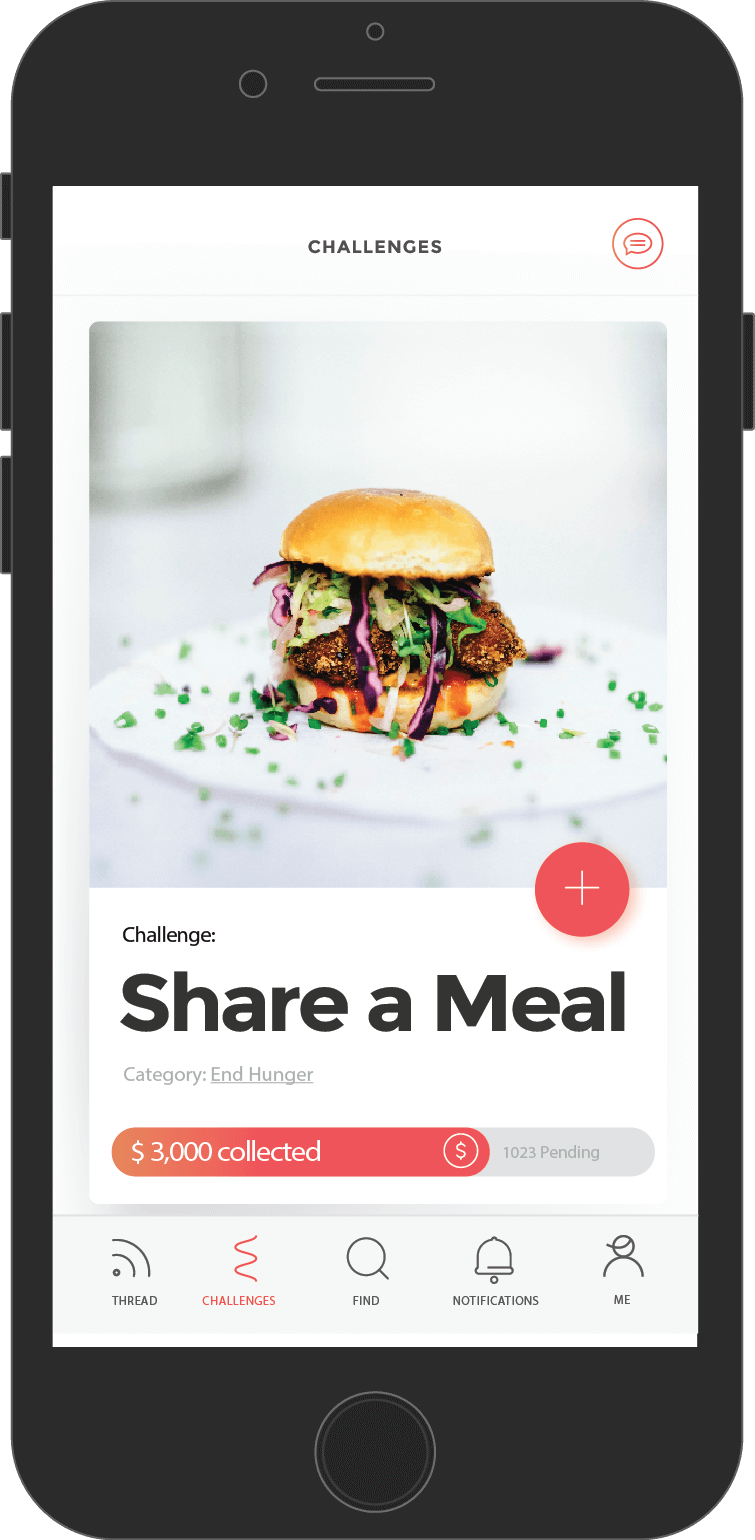 CHALLENGES
Challenge:
Share a Meal
Category: End Hunger
$ 3,000 collected
$
1023 Pending
THREAD
CHALLENGES
FIND
NOTIFICATIONS
ME